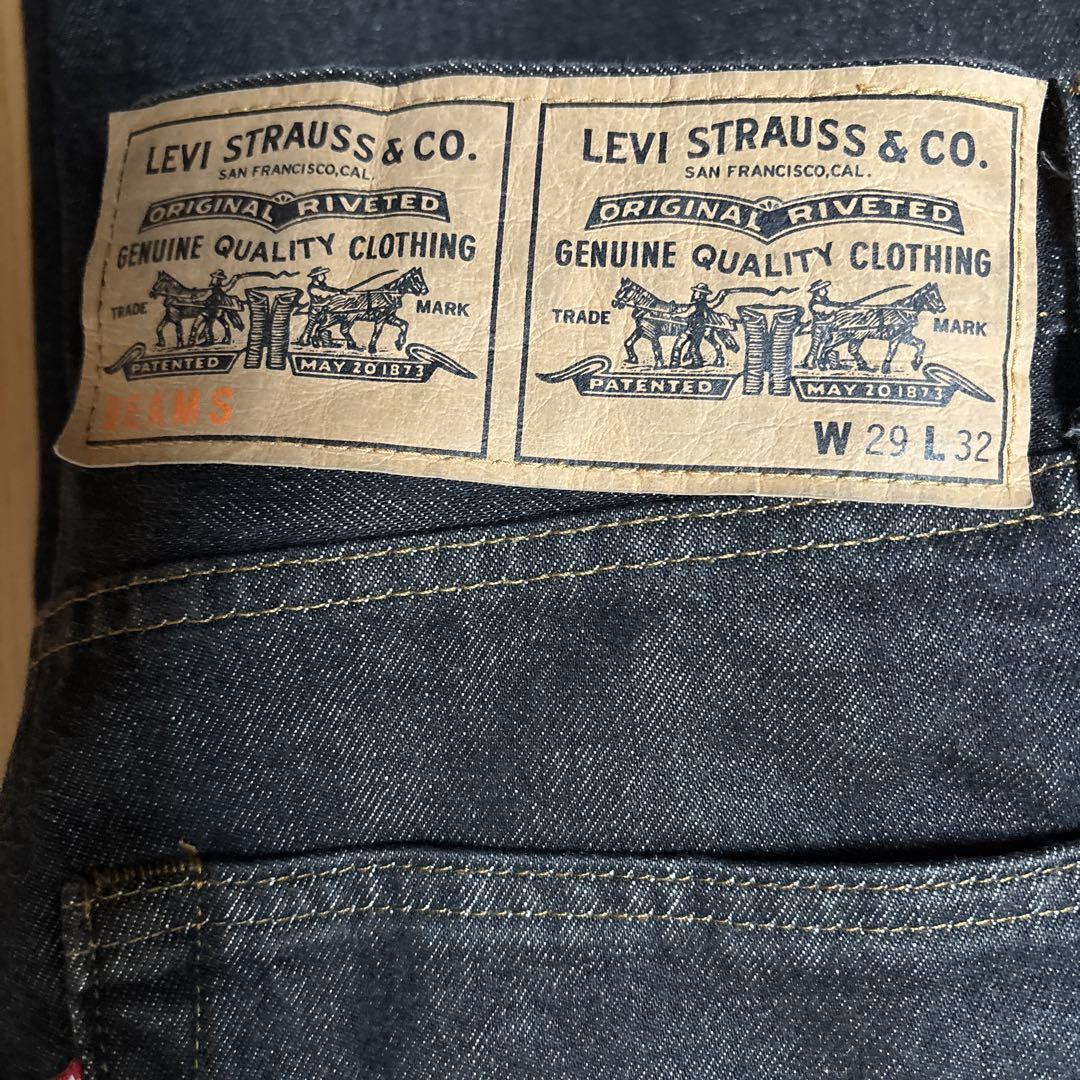 LEVI STRAUSS & CO.
SAN FRANCISCO, CAL.
ORIGINAL RIVETED
GENUINE QUALITY CLOTHING
TRADE MARK
PATENTED MAY 20 1873
BEAMS
LEVI STRAUSS & CO.
SAN FRANCISCO, CAL.
ORIGINAL RIVETED
GENUINE QUALITY CLOTHING
TRADE MARK
PATENTED MAY 20 1873
W 29 L 32